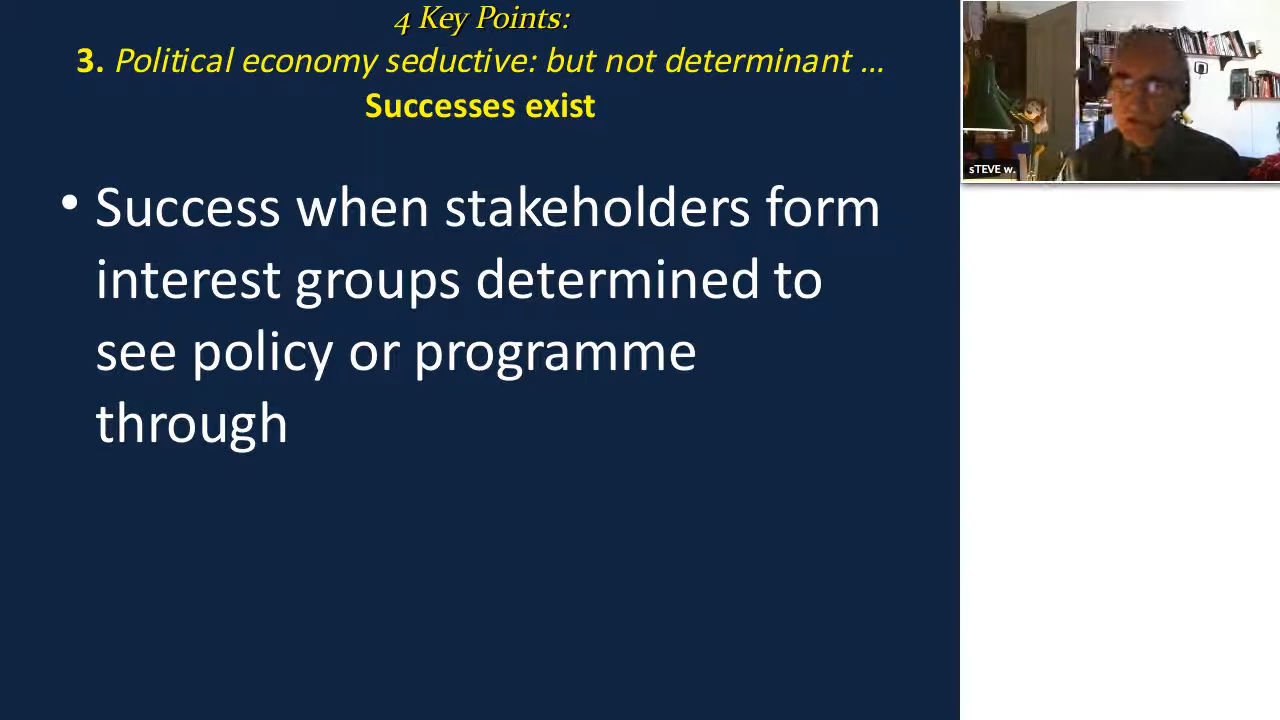 4 Key Points:
3. Political economy seductive: but not determinant ...
Successes exist
• Success when stakeholders form
interest groups determined to
see policy or programme
through
sTEVE w.